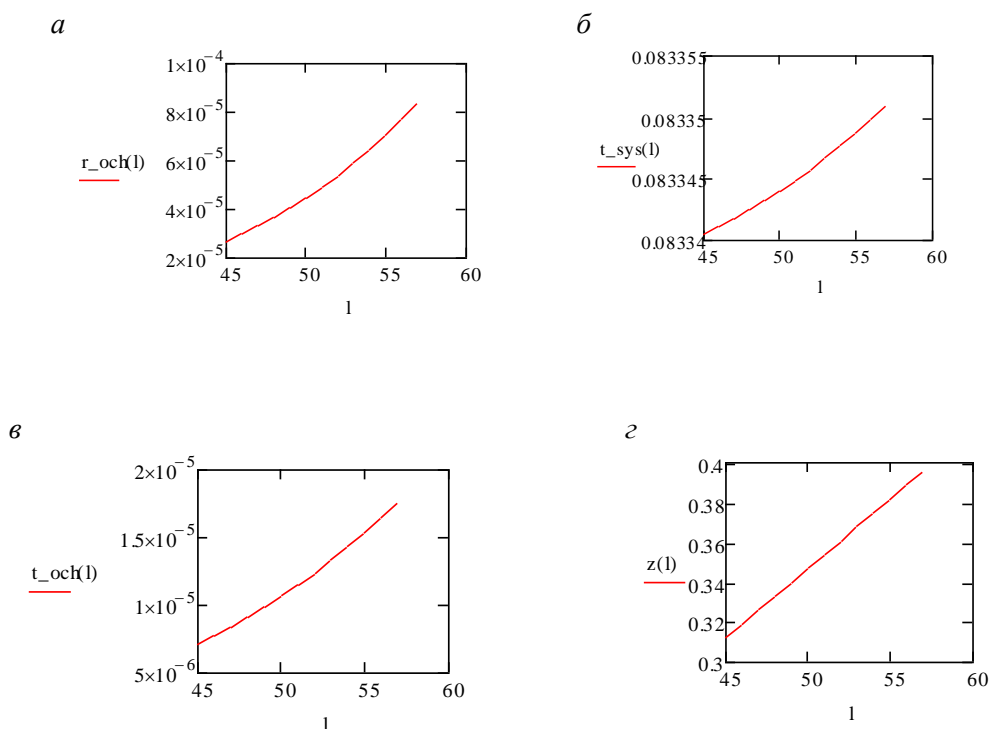 а
1×10⁻⁴
8×10⁻⁵
6×10⁻⁵
4×10⁻⁵
2×10⁻⁵
r_och(l)
45 50 55 60
l
б
0.083355
0.08335
0.083345
0.08334
t_sys(l)
45 50 55 60
l
в
2×10⁻⁵
1.5×10⁻⁵
1×10⁻⁵
5×10⁻⁶
t_och(l)
45 50 55 60
l
г
0.4
0.38
0.36
0.34
0.32
0.3
z(l)
45 50 55 60
l